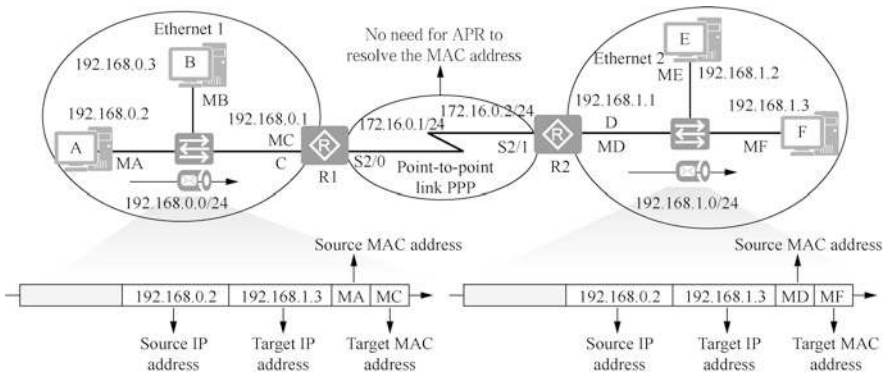 Ethernet 1
B
192.168.0.3
MB
192.168.0.2
192.168.0.1
A
MA
MC
C
R
R1
192.168.0.0/24
No need for APR to
resolve the MAC address
172.16.0.1/24
172.16.0.2/24
S2/0
S2/1
Point-to-point
link PPP
Ethernet 2
E
ME
192.168.1.2
192.168.1.1
192.168.1.3
R
R2
D
MD
MF
F
192.168.1.0/24
Source MAC address
192.168.0.2
192.168.1.3
MA
MC
Source IP
address
Target IP
address
Target MAC
address
Source MAC address
192.168.0.2
192.168.1.3
MD
MF
Source IP
address
Target IP
address
Target MAC
address